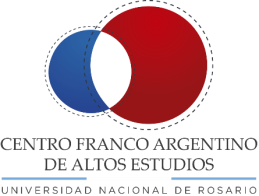 CENTRO FRANCO ARGENTINO
DE ALTOS ESTUDIOS
UNIVERSIDAD NACIONAL DE ROSARIO